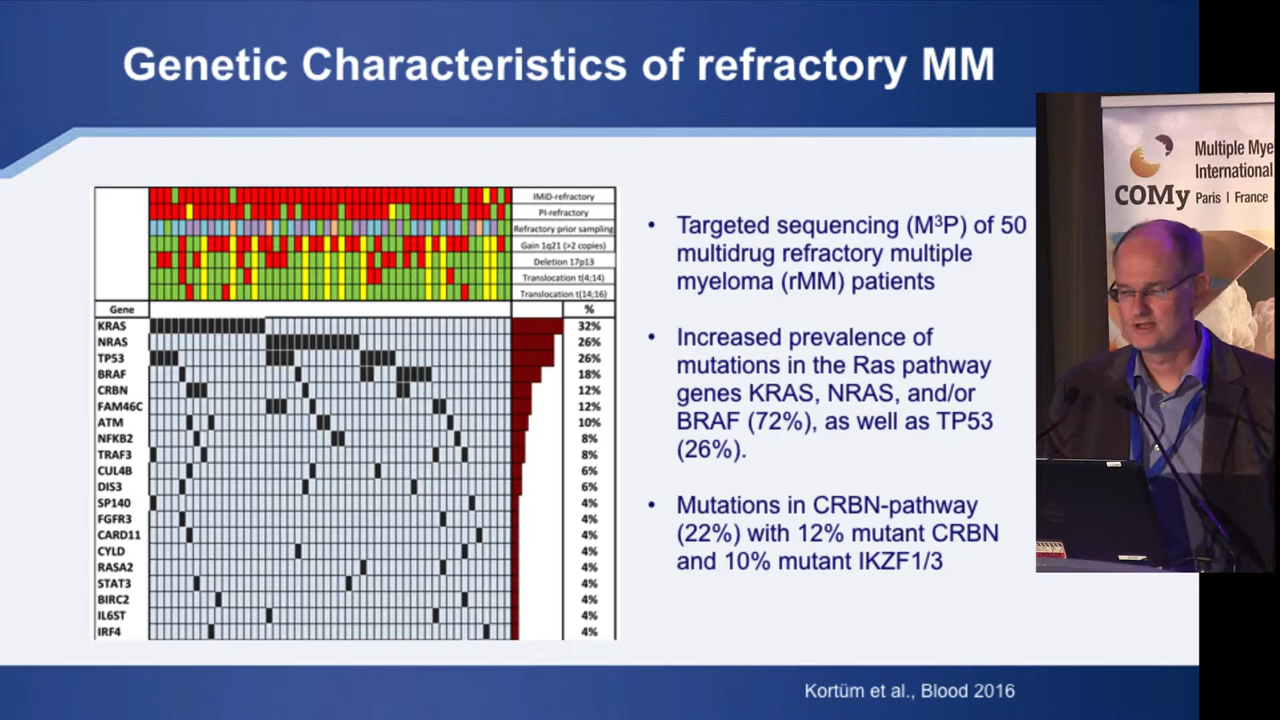 Genetic Characteristics of refractory MM
IMiD-refractory
PI-refractory
Refractory prior sampling
Gain 1q21 (>2 copies)
Deletion 17p13
Translocation t(4;14)
Translocation t(14;16)
Gene %
KRAS 32%
NRAS 26%
TP53 26%
BRAF 18%
CRBN 12%
FAM46C 12%
ATM 10%
NFKB2 8%
TRAF3 8%
CUL4B 6%
DIS3 6%
SP140 4%
FGFR3 4%
CARD11 4%
CYLD 4%
RASA2 4%
STAT3 4%
BIRC2 4%
IL6ST 4%
IRF4 4%
• Targeted sequencing (M³P) of 50
multidrug refractory multiple
myeloma (rMM) patients
• Increased prevalence of
mutations in the Ras pathway
genes KRAS, NRAS, and/or
BRAF (72%), as well as TP53
(26%).
• Mutations in CRBN-pathway
(22%) with 12% mutant CRBN
and 10% mutant IKZF1/3
Kortüm et al., Blood 2016
COMy
Multiple Mye
International
Paris | France